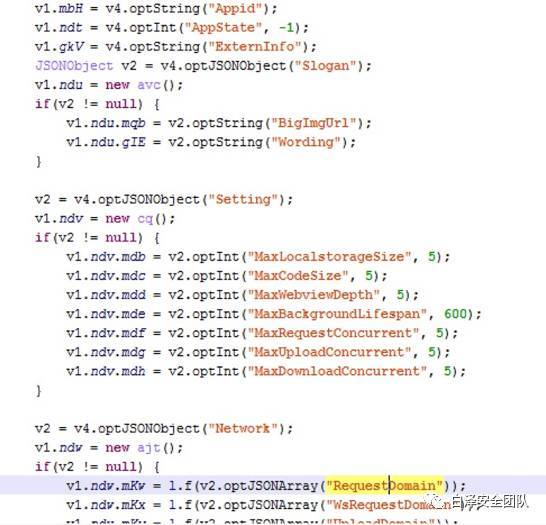 v1.mbH = v4.optString("Appid");
v1.ndt = v4.optInt("AppState", -1);
v1.gkV = v4.optString("ExternInfo");
JSONObject v2 = v4.optJSONObject("Slogan");
v1.ndu = new avc();
if(v2 != null) {
v1.ndu.mqb = v2.optString("BigImgUrl");
v1.ndu.gIE = v2.optString("Wording");
}
v2 = v4.optJSONObject("Setting");
v1.ndv = new cq();
if(v2 != null) {
v1.ndv.mdb = v2.optInt("MaxLocalstorageSize", 5);
v1.ndv.mdc = v2.optInt("MaxCodeSize", 5);
v1.ndv.mdd = v2.optInt("MaxWebviewDepth", 5);
v1.ndv.mde = v2.optInt("MaxBackgroundLifespan", 600);
v1.ndv.mdf = v2.optInt("MaxRequestConcurrent", 5);
v1.ndv.mdg = v2.optInt("MaxUploadConcurrent", 5);
v1.ndv.mdh = v2.optInt("MaxDownloadConcurrent", 5);
}
v2 = v4.optJSONObject("Network");
v1.ndw = new ajt();
if(v2 != null) {
v1.ndw.mKw = l.f(v2.optJSONArray("RequestDomain"));
v1.ndw.mKx = l.f(v2.optJSONArray("WsRequestDomain"));
白泽安全团队